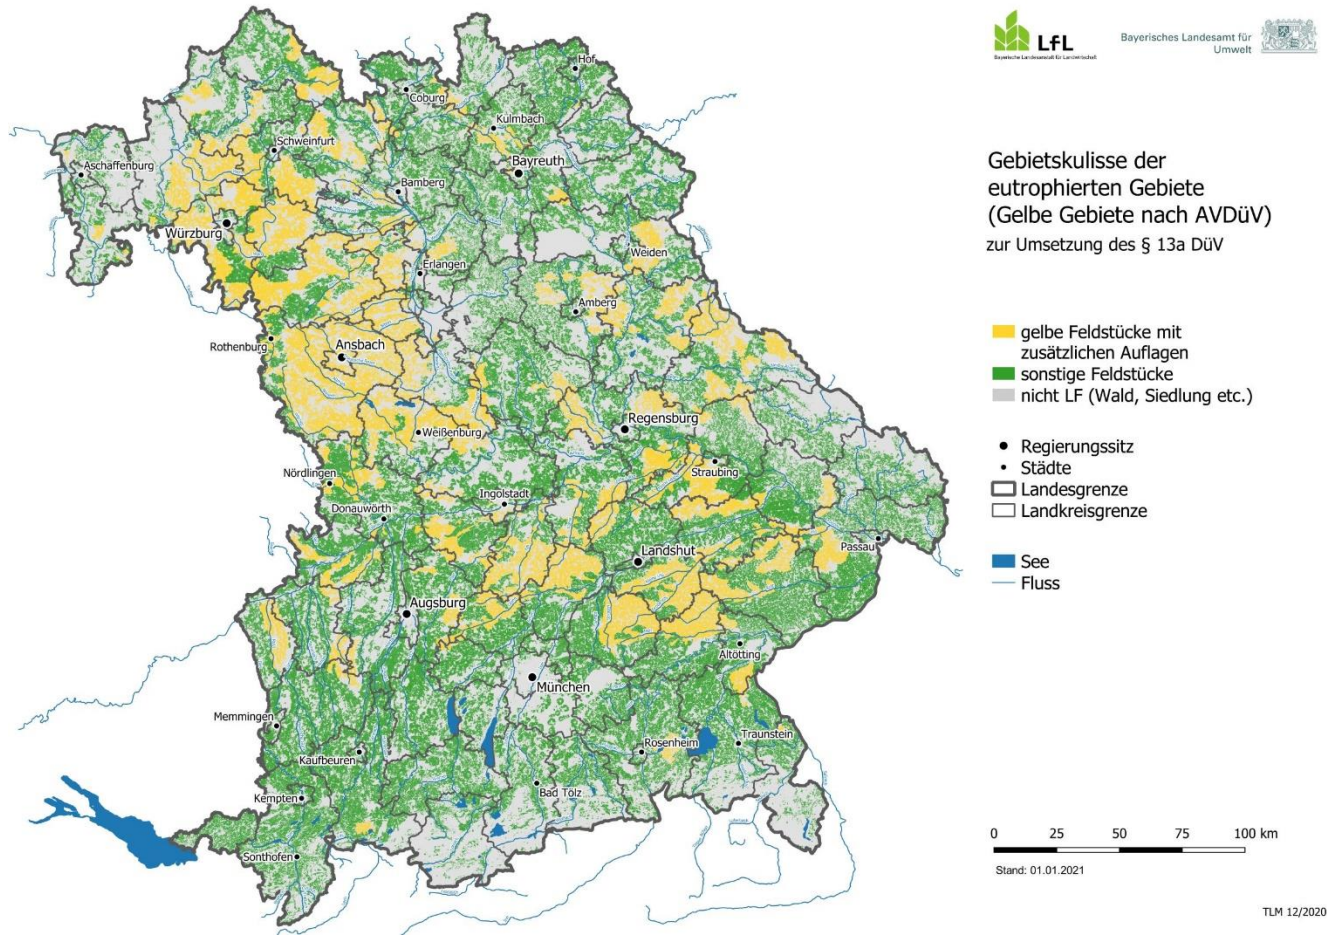 LfL
Bayerische Landesanstalt für Landwirtschaft
Bayerisches Landesamt für
Umwelt
Gebietskulisse der
eutrophierten Gebiete
(Gelbe Gebiete nach AVDüV)
zur Umsetzung des § 13a DüV
gelbe Feldstücke mit
zusätzlichen Auflagen
sonstige Feldstücke
nicht LF (Wald, Siedlung etc.)
Regierungssitz
Städte
Landesgrenze
Landkreisgrenze
See
Fluss
0 25 50 75 100 km
Stand: 01.01.2021
TLM 12/2020
Hof
Coburg
Kulmbach
Schweinfurt
Bayreuth
Aschaffenburg
Bamberg
Würzburg
Weiden
Erlangen
Amberg
Rothenburg
Ansbach
Regensburg
Weißenburg
Straubing
Nördlingen
Ingolstadt
Donauwörth
Passau
Landshut
Augsburg
Altötting
München
Memmingen
Traunstein
Rosenheim
Kaufbeuren
Bad Tölz
Kempten
Sonthofen